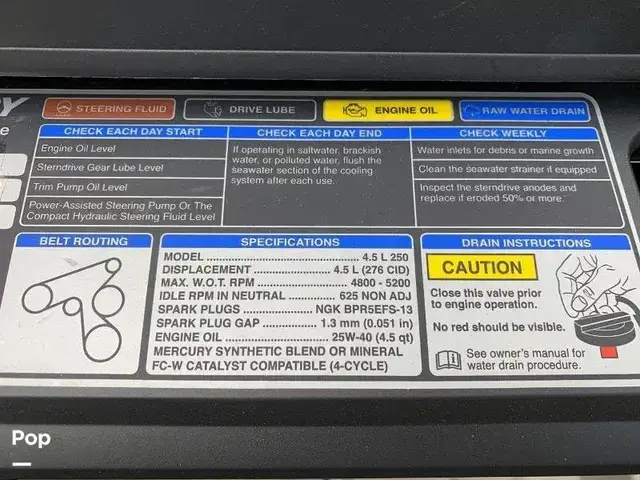 STEERING FLUID
DRIVE LUBE
ENGINE OIL
RAW WATER DRAIN
CHECK EACH DAY START
Engine Oil Level
Sterndrive Gear Lube Level
Trim Pump Oil Level
Power-Assisted Steering Pump Or The
Compact Hydraulic Steering Fluid Level
CHECK EACH DAY END
If operating in saltwater, brackish
water, or polluted water, flush the
seawater section of the cooling
system after each use.
CHECK WEEKLY
Water inlets for debris or marine growth
Clean the seawater strainer if equipped
Inspect the sterndrive anodes and
replace if eroded 50% or more.
BELT ROUTING
SPECIFICATIONS
MODEL ... 4.5 L 250
DISPLACEMENT ... 4.5 L (276 CID)
MAX. W.O.T. RPM ... 4800 - 5200
IDLE RPM IN NEUTRAL ... 625 NON ADJ
SPARK PLUGS ... NGK BPR5EFS-13
SPARK PLUG GAP ... 1.3 mm (0.051 in)
ENGINE OIL ... 25W-40 (4.5 qt)
MERCURY SYNTHETIC BLEND OR MINERAL
FC-W CATALYST COMPATIBLE (4-CYCLE)
DRAIN INSTRUCTIONS
CAUTION
Close this valve prior
to engine operation.
No red should be visible.
See owner's manual for
water drain procedure.
Pop